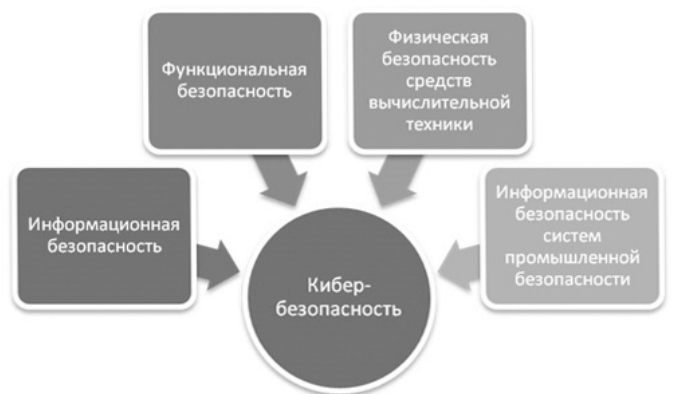 Функциональная
безопасность
Физическая
безопасность
средств
вычислительной
техники
Информационная
безопасность
Информационная
безопасность
систем
промышленной
безопасности
Кибер-
безопасность